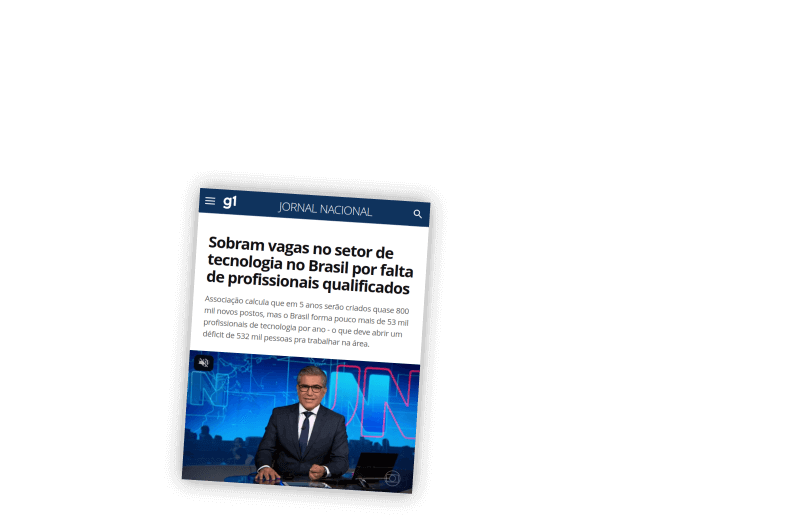 g1 JORNAL NACIONAL
Sobram vagas no setor de
tecnologia no Brasil por falta
de profissionais qualificados
Associação calcula que em 5 anos serão criados quase 800
mil novos postos, mas o Brasil forma pouco mais de 53 mil
profissionais de tecnologia por ano - o que deve abrir um
déficit de 532 mil pessoas pra trabalhar na área.